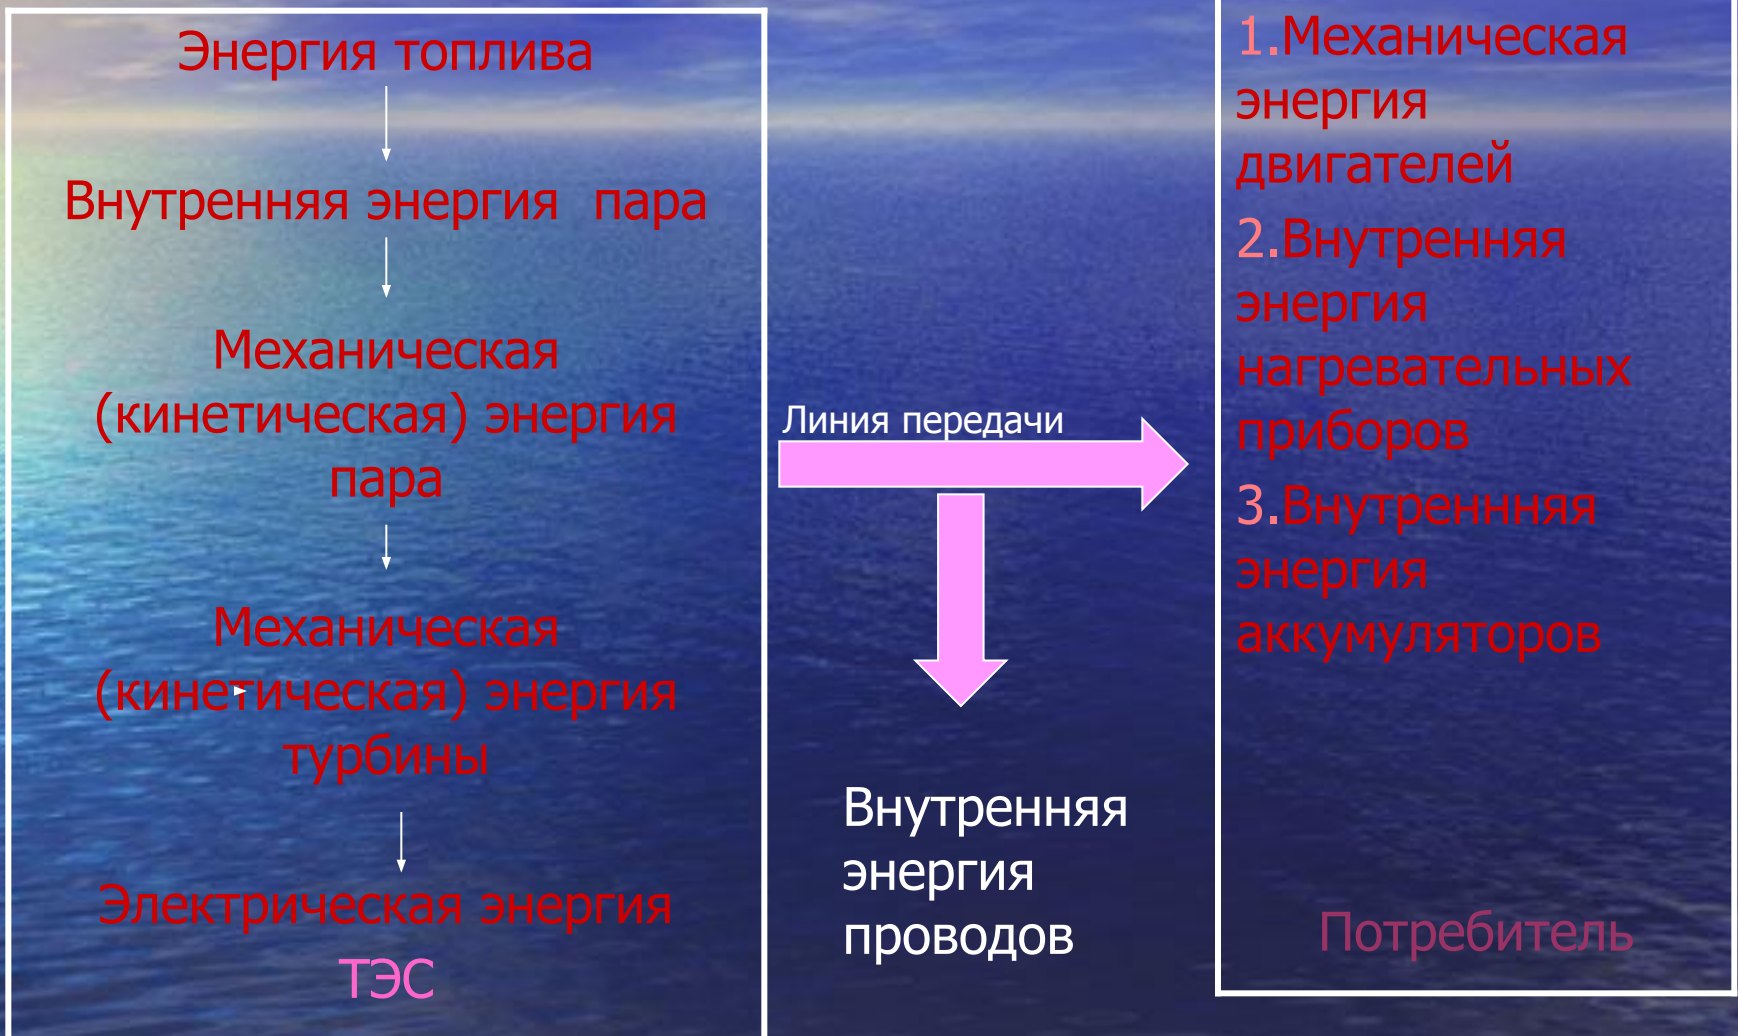 Энергия топлива
Внутренняя энергия  пара
Механическая
(кинетическая) энергия
пара
Механическая
(кинетическая) энергия
турбины
Электрическая энергия
ТЭС
Линия передачи
Внутренняя
энергия
проводов
1.Механическая
энергия
двигателей
2.Внутренняя
энергия
нагревательных
приборов
3.Внутреннняя
энергия
аккумуляторов
Потребитель